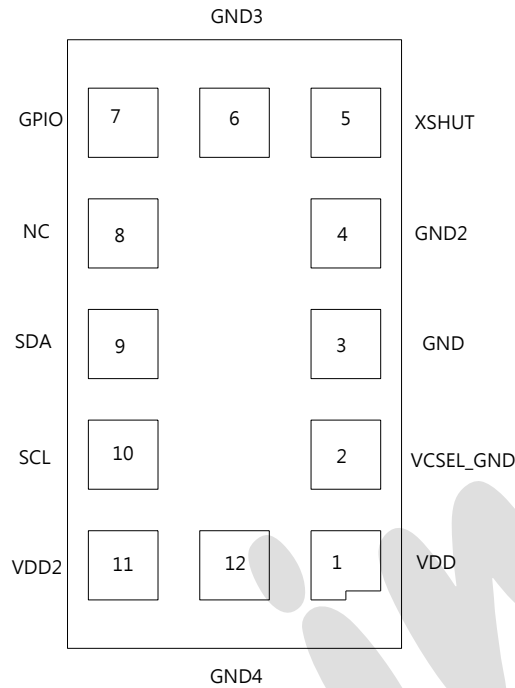 GND3
GPIO 7 6 5 XSHUT
NC 8 4 GND2
SDA 9 3 GND
SCL 10 2 VCSEL_GND
VDD2 11 12 1 VDD
GND4